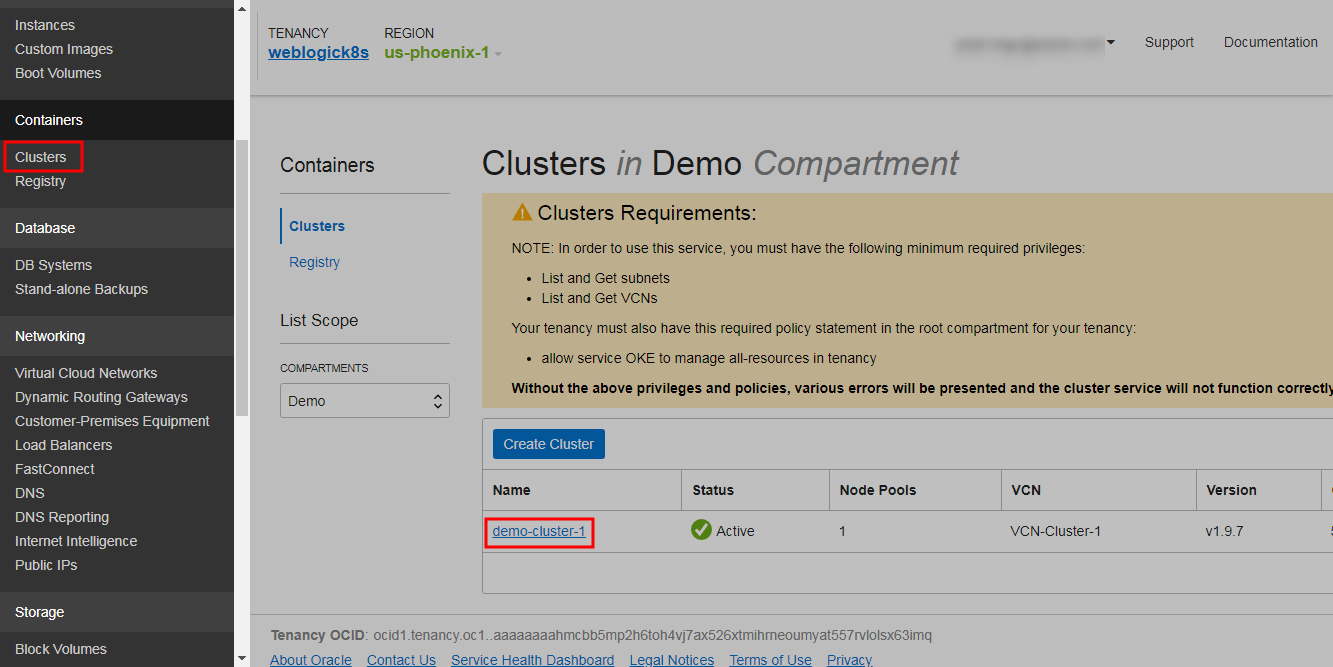 Instances
Custom Images
Boot Volumes
Containers
Clusters
Registry
Database
DB Systems
Stand-alone Backups
Networking
Virtual Cloud Networks
Dynamic Routing Gateways
Customer-Premises Equipment
Load Balancers
FastConnect
DNS
DNS Reporting
Internet Intelligence
Public IPs
Storage
Block Volumes
TENANCY REGION
weblogick8s us-phoenix-1
Support Documentation
Containers
Clusters
Registry
List Scope
COMPARTMENTS
Demo
Clusters in Demo Compartment
Clusters Requirements:
NOTE: In order to use this service, you must have the following minimum required privileges:
• List and Get subnets
• List and Get VCNs
Your tenancy must also have this required policy statement in the root compartment for your tenancy:
• allow service OKE to manage all-resources in tenancy
Without the above privileges and policies, various errors will be presented and the cluster service will not function correctly
Create Cluster
Name Status Node Pools VCN Version
demo-cluster-1 Active 1 VCN-Cluster-1 v1.9.7
Tenancy OCID: ocid1.tenancy.oc1..aaaaaaaahmcbb5mp2h6toh4vj7ax526xtmihrneoumyat557rvlolsx63imq
About Oracle Contact Us Service Health Dashboard Legal Notices Terms of Use Privacy